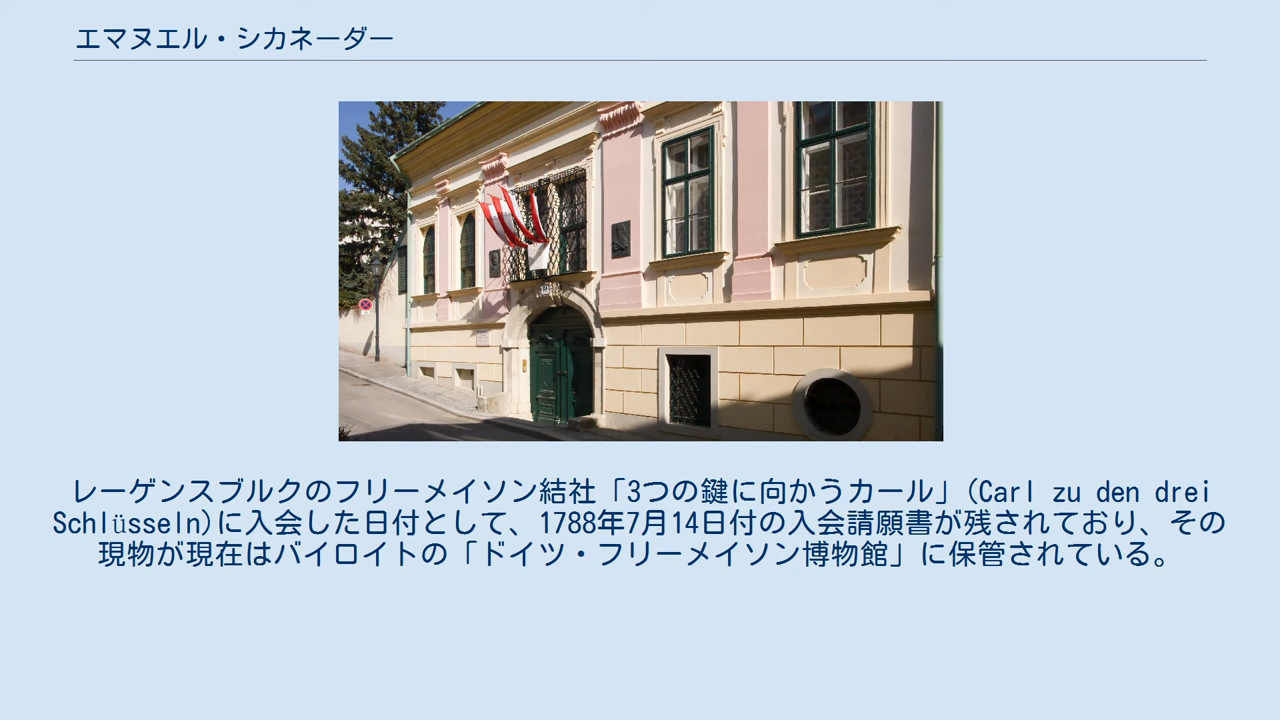 エマヌエル・シカネーダー
レーゲンスブルクのフリーメイソン結社「3つの鍵に向かうカール」(Carl zu den drei
Schlüsseln)に入会した日付として、1788年7月14日付の入会請願書が残されており、その
現物が現在はバイロイトの「ドイツ・フリーメイソン博物館」に保管されている。